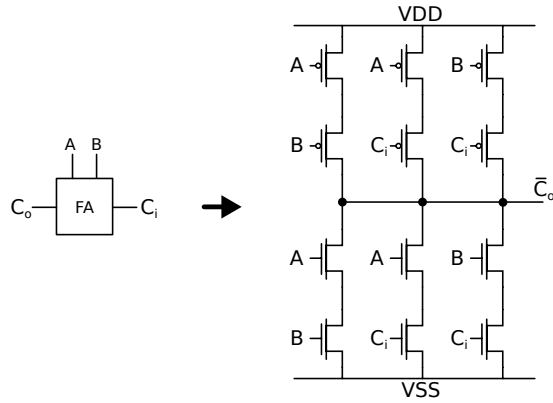 VDD
A A B
B Cᵢ Cᵢ
A B
Cₒ FA Cᵢ
C̄ₒ
A A B
B Cᵢ Cᵢ
VSS